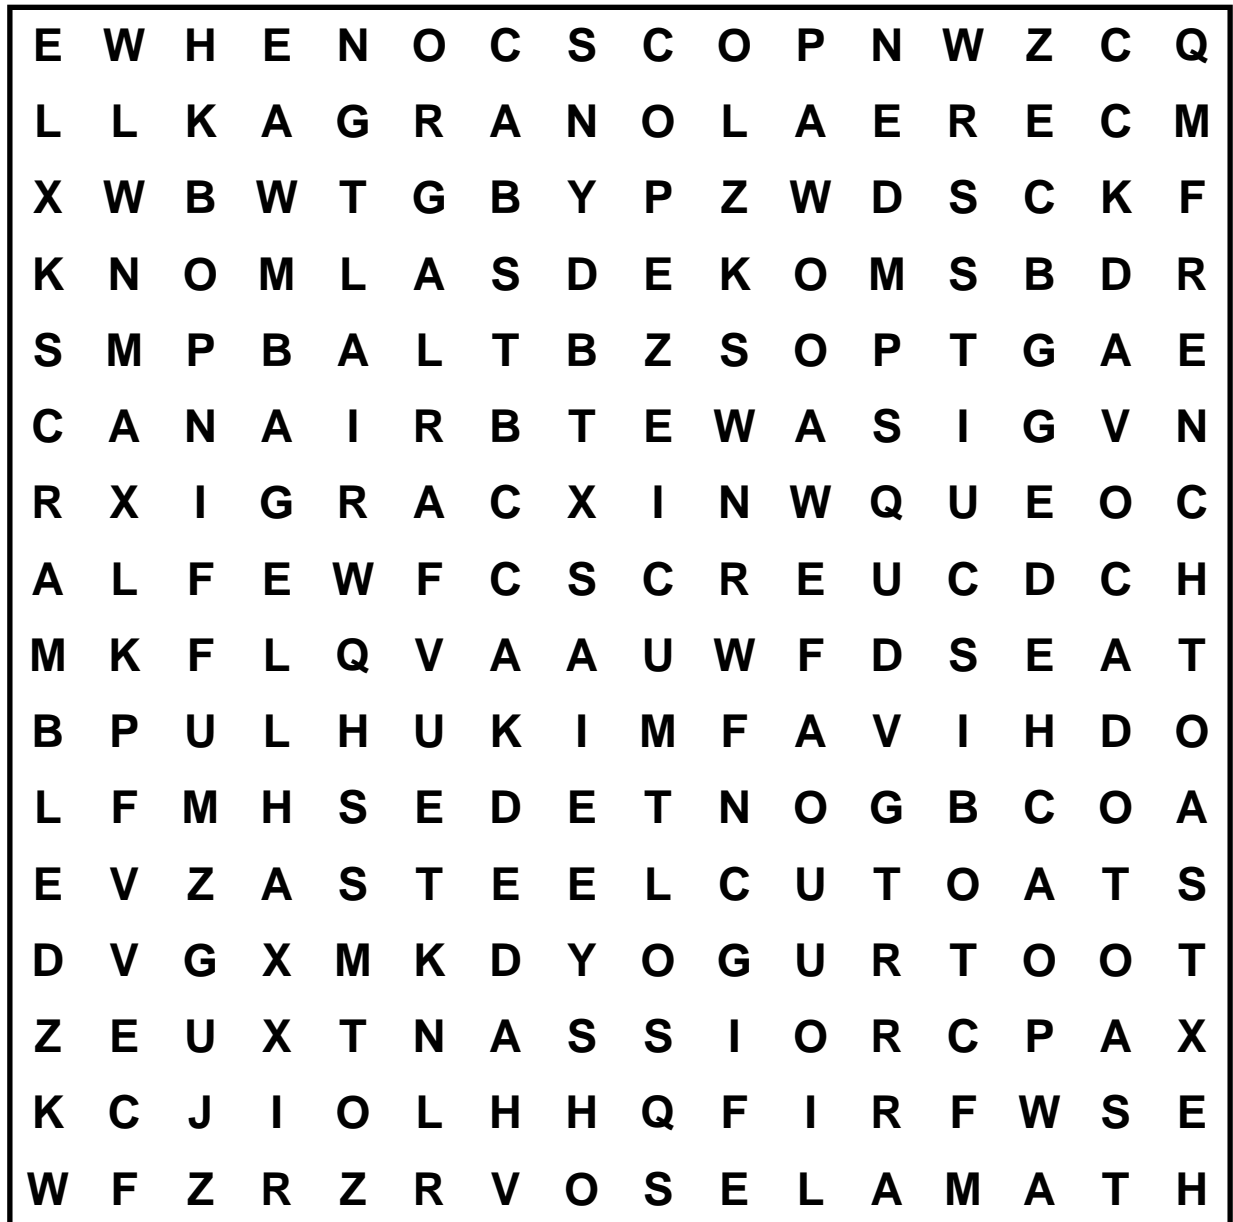 E W H E N O C S C O P N W Z C Q
L L K A G R A N O L A E R E C M
X W B W T G B Y P Z W D S C K F
K N O M L A S D E K O M S B D R
S M P B A L T B Z S O P T G A E
C A N A I R B T E W A S I G V N
R X I G R A C X I N W Q U E O C
A L F E W F C S C R E U C D C H
M K F L Q V A A U W F D S E A T
B P U L H U K I M F A V I H D O
L F M H S E D E T N O G B C O A
E V Z A S T E E L C U T O A T S
D V G X M K D Y O G U R T O O T
Z E U X T N A S S I O R C P A X
K C J I O L H H Q F I R F W S E
W F Z R Z R V O S E L A M A T H